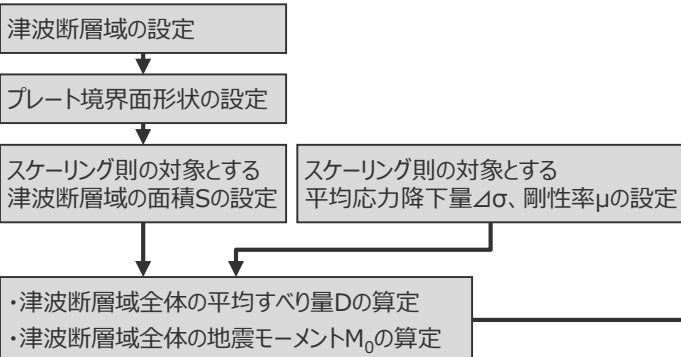 津波断層域の設定
プレート境界面形状の設定
スケーリング則の対象とする
津波断層域の面積Sの設定
スケーリング則の対象とする
平均応力降下量⊿σ、剛性率μの設定
・津波断層域全体の平均すべり量Dの算定
・津波断層域全体の地震モーメントM₀の算定